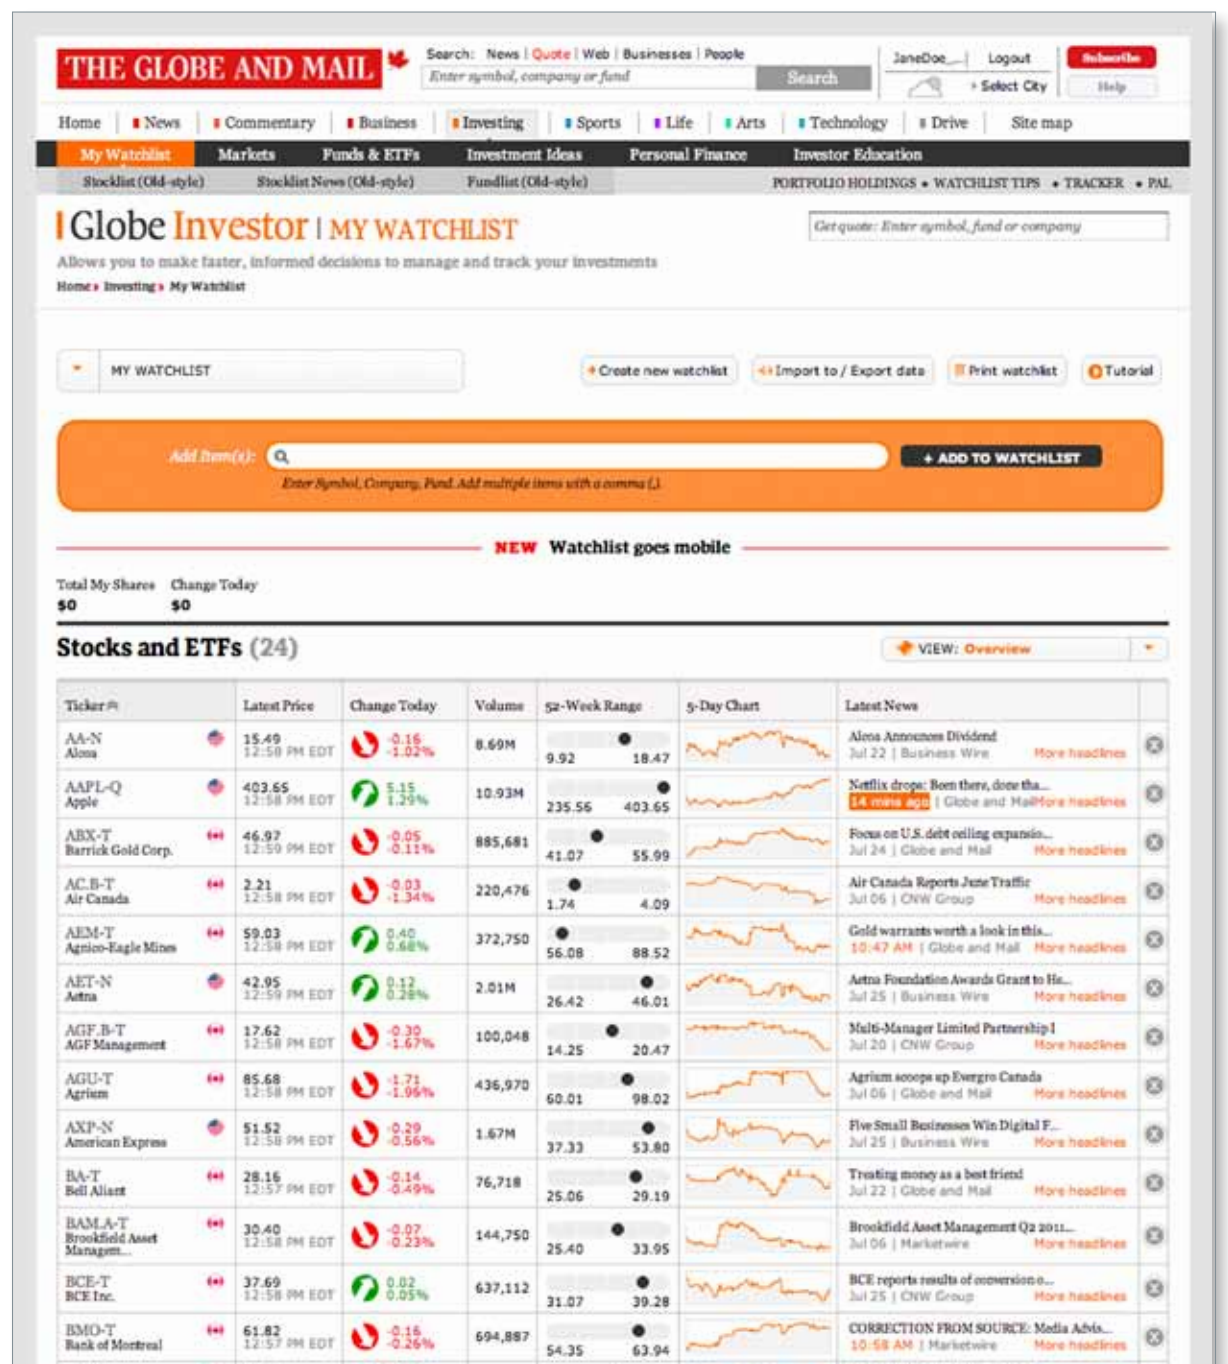 THE GLOBE AND MAIL
Search: News | Quote | Web | Businesses | People
Enter symbol, company or fund
Search
JaneDoe_ | Logout
Select City
Subscribe
Help
Home | News | Commentary | Business | Investing | Sports | Life | Arts | Technology | Drive | Site map
My Watchlist Markets Funds & ETFs Investment Ideas Personal Finance Investor Education
Stocklist (Old-style) Stocklist News (Old-style) Fundlist (Old-style) PORTFOLIO HOLDINGS • WATCHLIST TIPS • TRACKER • PAL
Globe Investor | MY WATCHLIST
Get quote: Enter symbol, fund or company
Allows you to make faster, informed decisions to manage and track your investments
Home Investing My Watchlist
MY WATCHLIST
Create new watchlist
Import to / Export data
Print watchlist
Tutorial
Add Item(s):
+ ADD TO WATCHLIST
Enter Symbol, Company, Fund. Add multiple items with a comma (,).
NEW Watchlist goes mobile
Total My Shares Change Today
$0 $0
Stocks and ETFs (24)
VIEW: Overview
Ticker Latest Price Change Today Volume 52-Week Range 5-Day Chart Latest News
AA-N 15.49 -0.16 8.69M Alcoa Announces Dividend
Alcoa 12:58 PM EDT -1.02% 9.92 18.47 Jul 22 | Business Wire More headlines
AAPL-Q 403.65 5.15 10.93M Netflix drops: Been there, done tha...
Apple 12:58 PM EDT 1.29% 235.56 403.65 14 mins ago | Globe and Mail More headlines
ABX-T 46.97 -0.05 885,681 Focus on U.S. debt ceiling expansio...
Barrick Gold Corp. 12:59 PM EDT -0.11% 41.07 55.99 Jul 24 | Globe and Mail More headlines
AC.B-T 2.21 -0.03 220,476 Air Canada Reports June Traffic
Air Canada 12:58 PM EDT -1.34% 1.74 4.09 Jul 06 | CNW Group More headlines
AEM-T 59.03 0.40 372,750 Gold warrants worth a look in this...
Agnico-Eagle Mines 12:58 PM EDT 0.68% 56.08 88.52 10:47 AM | Globe and Mail More headlines
AET-N 42.95 0.12 2.01M Aetna Foundation Awards Grant to He...
Aetna 12:59 PM EDT 0.28% 26.42 46.01 Jul 25 | Business Wire More headlines
AGF.B-T 17.62 -0.30 100,048 Multi-Manager Limited Partnership I
AGF Management 12:58 PM EDT -1.67% 14.25 20.47 Jul 20 | CNW Group More headlines
AGU-T 85.68 -1.71 436,970 Agrium scoops up Evergro Canada
Agrium 12:58 PM EDT -1.96% 60.01 98.02 Jul 06 | Globe and Mail More headlines
AXP-N 51.52 -0.29 1.67M Five Small Businesses Win Digital F...
American Express 12:58 PM EDT -0.56% 37.33 53.80 Jul 25 | Business Wire More headlines
BA-T 28.16 -0.14 76,718 Treating money as a best friend
Bell Aliant 12:57 PM EDT -0.49% 25.06 29.19 Jul 22 | Globe and Mail More headlines
BAM.A-T 30.40 -0.07 144,750 Brookfield Asset Management Q2 2011...
Brookfield Asset Managem... 12:58 PM EDT -0.23% 25.40 33.95 Jul 06 | Marketwire More headlines
BCE-T 37.69 0.02 637,112 BCE reports results of conversion o...
BCE Inc. 12:58 PM EDT 0.05% 31.07 39.28 Jul 25 | CNW Group More headlines
BMO-T 61.82 -0.16 694,887 CORRECTION FROM SOURCE: Media Advis...
Bank of Montreal 12:57 PM EDT -0.26% 54.35 63.94 10:58 AM | Marketwire More headlines